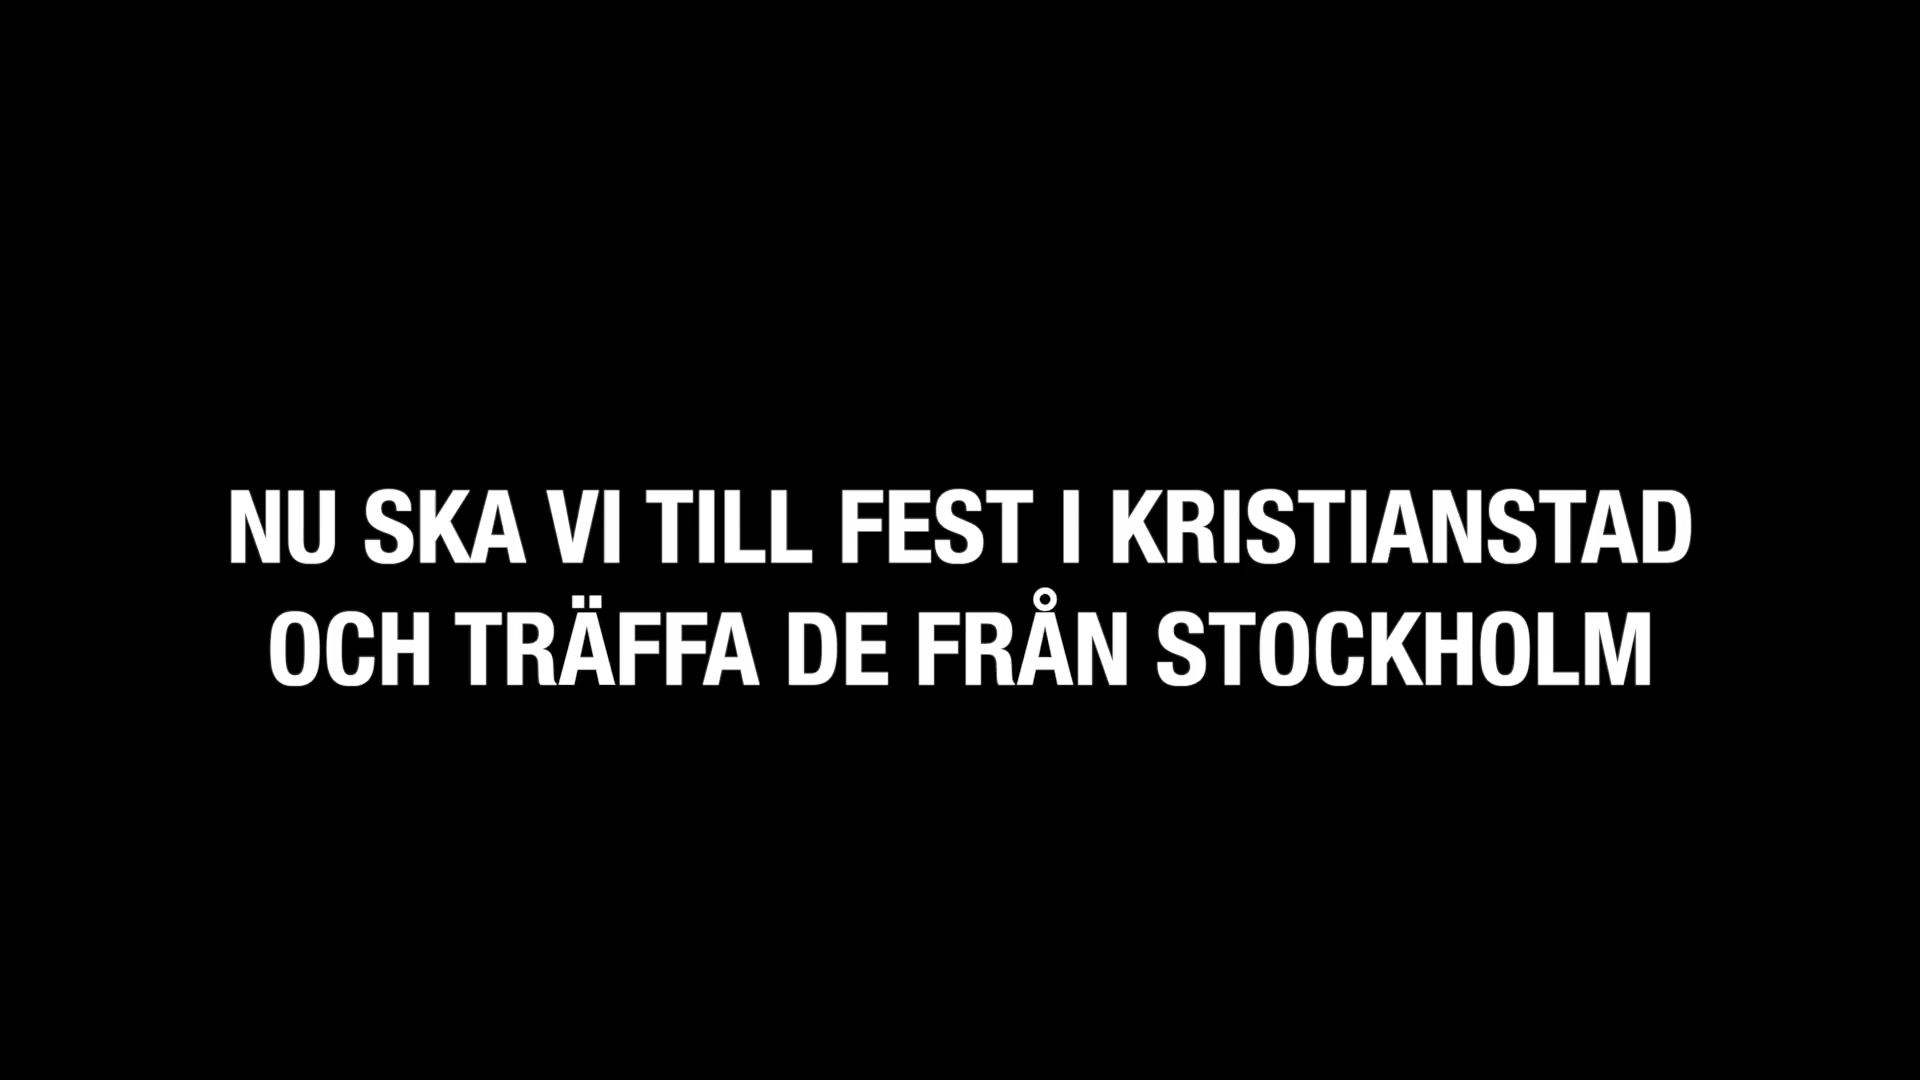 NU SKA VI TILL FEST I KRISTIANSTAD
OCH TRÄFFA DE FRÅN STOCKHOLM